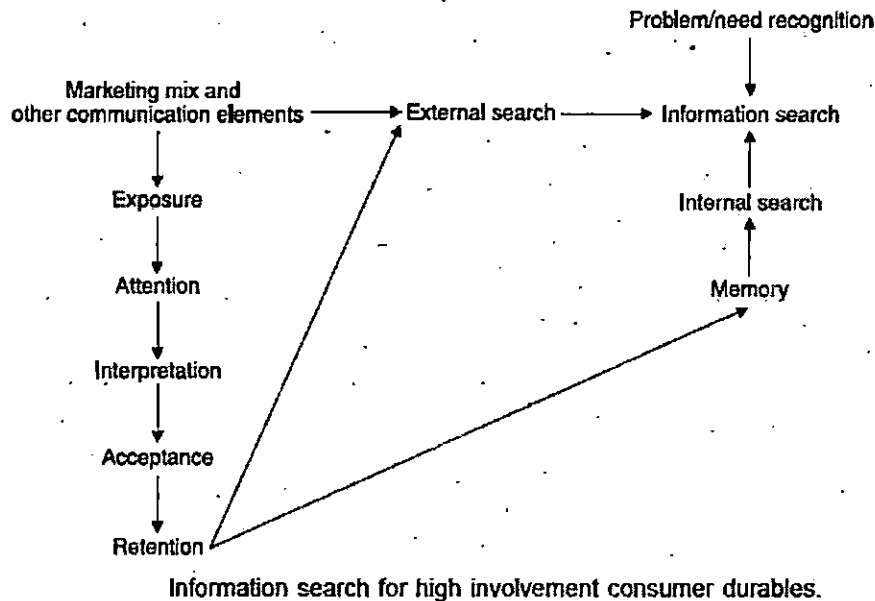 Problem/need recognition
Marketing mix and
other communication elements
External search
Information search
Exposure
Internal search
Attention
Memory
Interpretation
Acceptance
Retention
Information search for high involvement consumer durables.